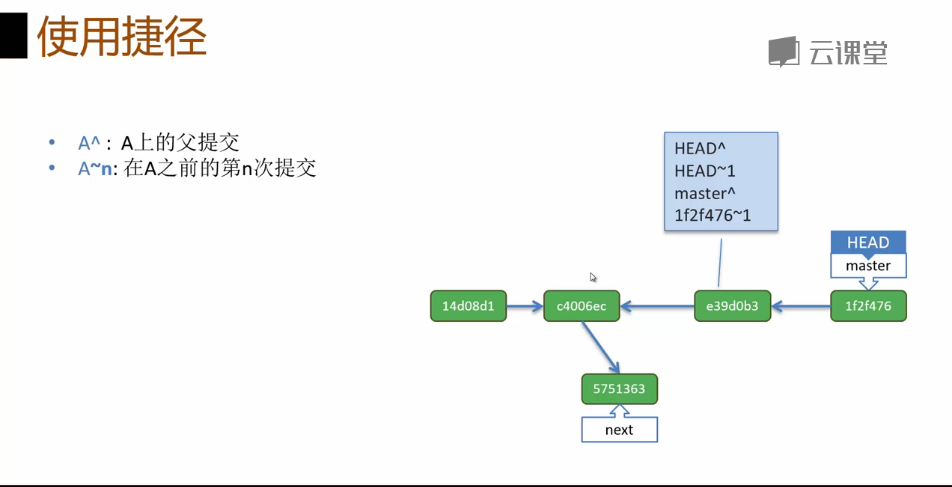 使用捷径
云课堂
• A^ : A上的父提交
• A~n: 在A之前的第n次提交
HEAD^
HEAD~1
master^
1f2f476~1
HEAD
master
14d08d1
c4006ec
e39d0b3
1f2f476
5751363
next